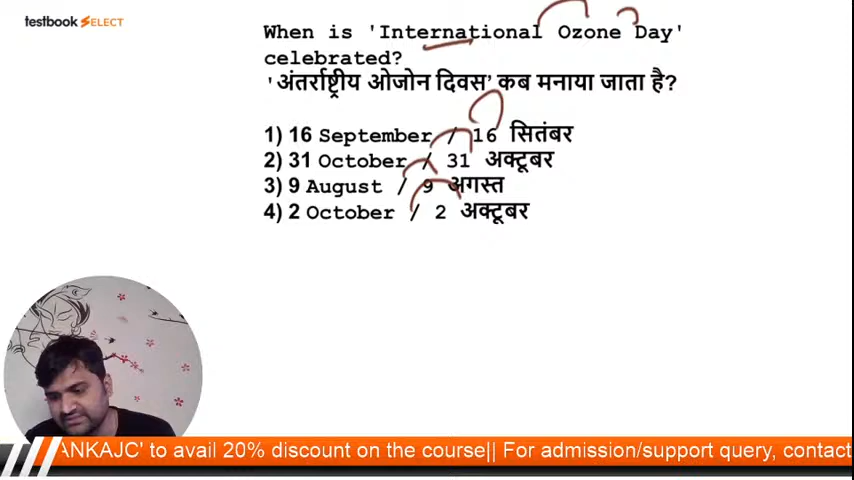 testbook SELECT
When is 'International Ozone Day'
celebrated?
'अंतर्राष्ट्रीय ओजोन दिवस' कब मनाया जाता है?
1) 16 September / 16 सितंबर
2) 31 October / 31 अक्टूबर
3) 9 August / 9 अगस्त
4) 2 October / 2 अक्टूबर
ANKAJC' to avail 20% discount on the course|| For admission/support query, contact